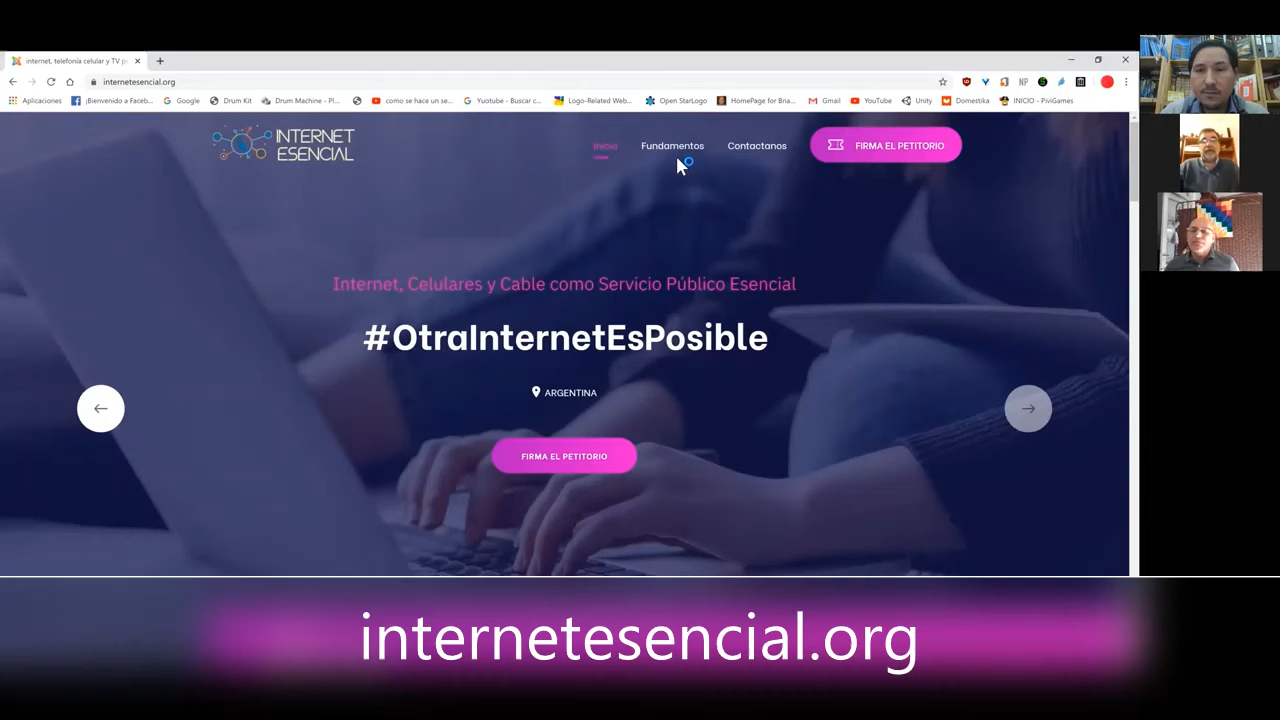 internet, telefonía celular y TV p
internetesencial.org
Aplicaciones ¡Bienvenido a Faceb... Google Drum Kit Drum Machine - Pl... como se hace un se... Yuotube - Buscar c... Logo-Related Web... Open StarLogo HomePage for Bria... Gmail YouTube Unity Domestika INICIO - PiviGames
INTERNET
ESENCIAL
Inicio Fundamentos Contactanos FIRMA EL PETITORIO
Internet, Celulares y Cable como Servicio Público Esencial
#OtraInternetEsPosible
ARGENTINA
FIRMA EL PETITORIO
internetesencial.org